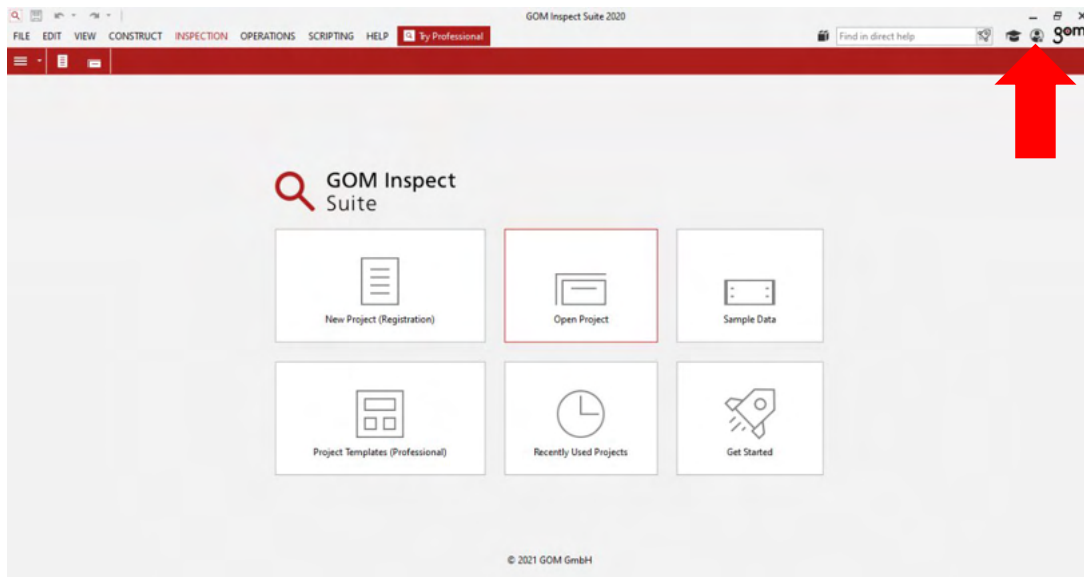 GOM Inspect Suite 2020
FILE EDIT VIEW CONSTRUCT INSPECTION OPERATIONS SCRIPTING HELP Try Professional Find in direct help gom
GOM Inspect
Suite
New Project (Registration) Open Project Sample Data
Project Templates (Professional) Recently Used Projects Get Started
© 2021 GOM GmbH